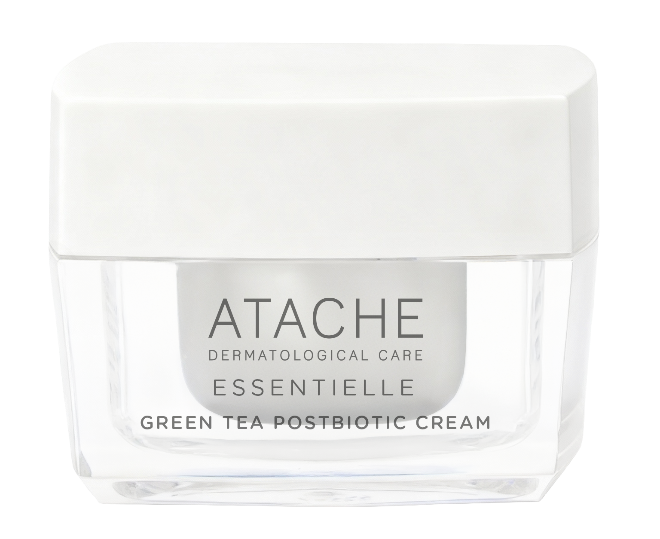 ATACHE
DERMATOLOGICAL CARE
ESSENTIELLE
GREEN TEA POSTBIOTIC CREAM